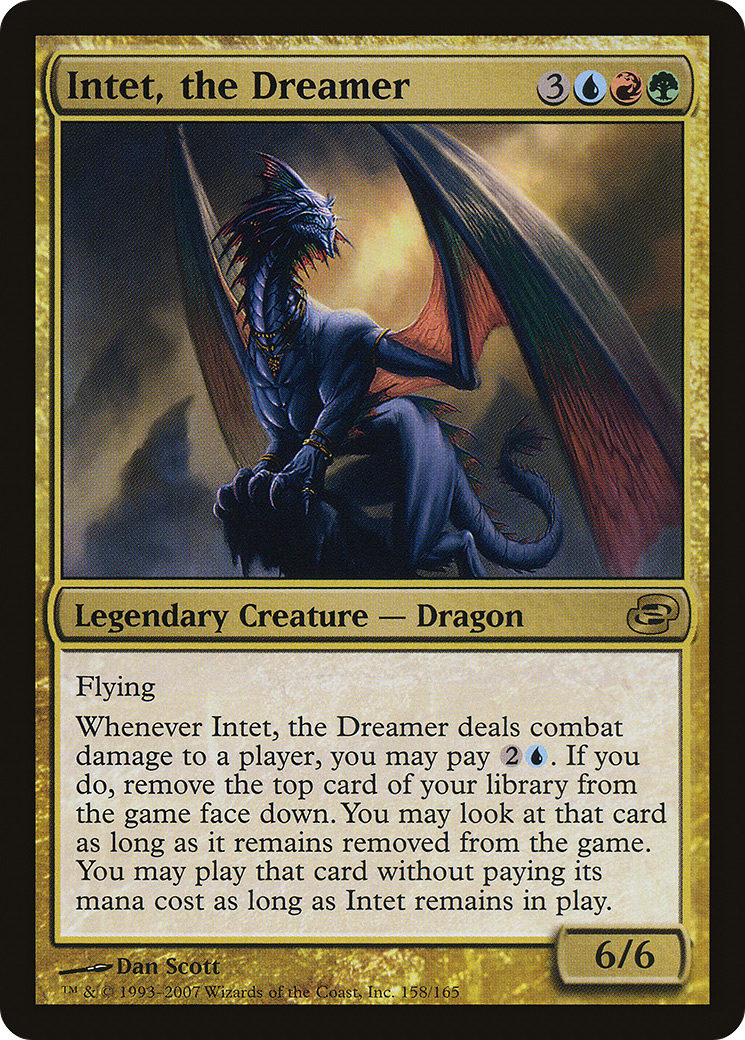 Intet, the Dreamer 3
Legendary Creature — Dragon
Flying
Whenever Intet, the Dreamer deals combat
damage to a player, you may pay 2. If you
do, remove the top card of your library from
the game face down. You may look at that card
as long as it remains removed from the game.
You may play that card without paying its
mana cost as long as Intet remains in play.
6/6
Dan Scott
™ & © 1993–2007 Wizards of the Coast, Inc. 158/165